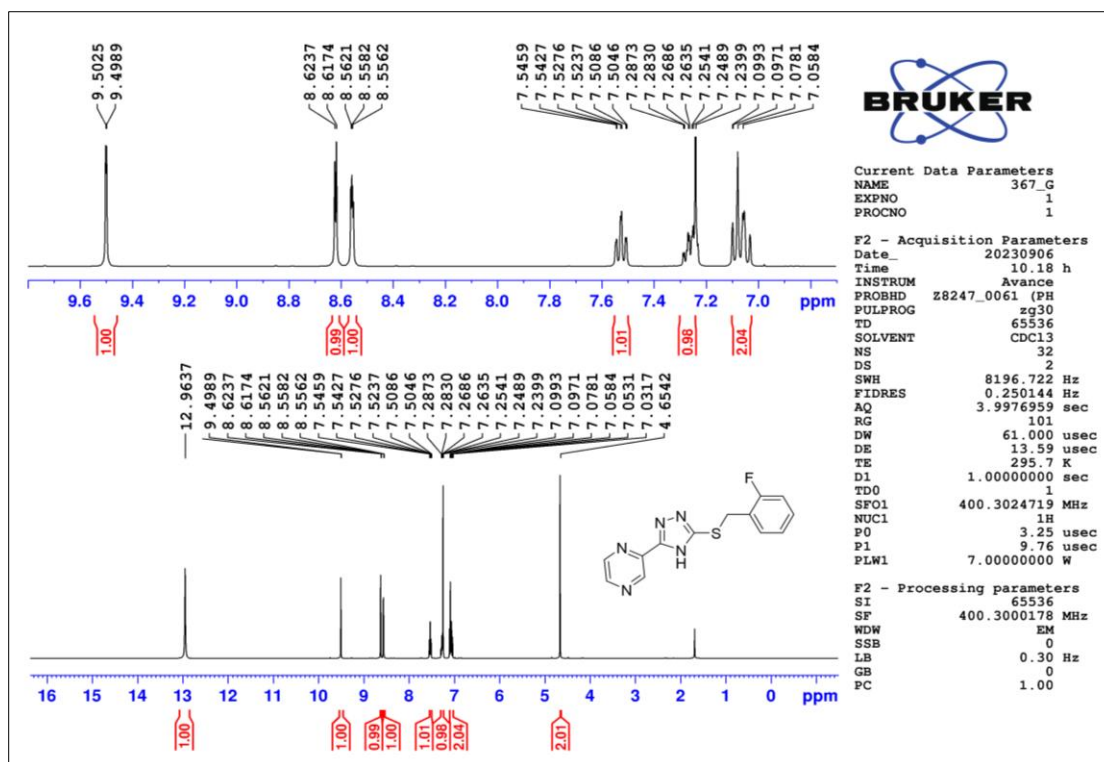 9.5025
9.4989
8.6237
8.6174
8.5621
8.5582
8.5562
7.5459
7.5427
7.5276
7.5237
7.5086
7.5046
7.2873
7.2830
7.2686
7.2635
7.2541
7.2489
7.2399
7.0993
7.0971
7.0781
7.0584
9.6 9.4 9.2 9.0 8.8 8.6 8.4 8.2 8.0 7.8 7.6 7.4 7.2 7.0 ppm
1.00 0.99 1.00 1.01 0.98 2.04
12.9637
9.4989
8.6237
8.6174
8.5621
8.5582
8.5562
7.5459
7.5427
7.5276
7.5237
7.5086
7.5046
7.2873
7.2830
7.2686
7.2635
7.2541
7.2489
7.2399
7.0993
7.0971
7.0781
7.0584
7.0531
7.0317
4.6542
F
N N
S
N
N
H
N
16 15 14 13 12 11 10 9 8 7 6 5 4 3 2 1 0 ppm
1.00 1.00 0.99 1.00 1.01 0.98 2.04 2.01
BRUKER
Current Data Parameters
NAME 367_G
EXPNO 1
PROCNO 1
F2 - Acquisition Parameters
Date_ 20230906
Time 10.18 h
INSTRUM Avance
PROBHD Z8247_0061 (PH
PULPROG zg30
TD 65536
SOLVENT CDCl3
NS 32
DS 2
SWH 8196.722 Hz
FIDRES 0.250144 Hz
AQ 3.9976959 sec
RG 101
DW 61.000 usec
DE 13.59 usec
TE 295.7 K
D1 1.00000000 sec
TD0 1
SFO1 400.3024719 MHz
NUC1 1H
P0 3.25 usec
P1 9.76 usec
PLW1 7.00000000 W
F2 - Processing parameters
SI 65536
SF 400.3000178 MHz
WDW EM
SSB 0
LB 0.30 Hz
GB 0
PC 1.00